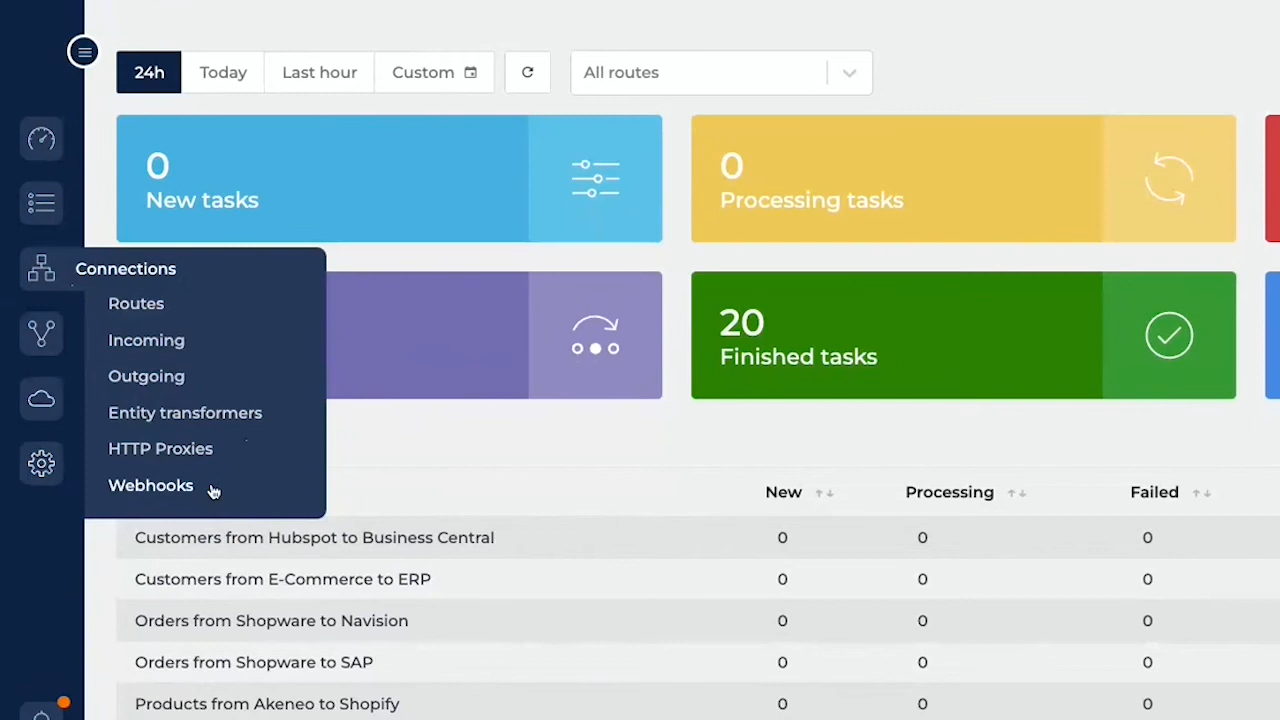 24h Today Last hour Custom All routes
0 0
New tasks Processing tasks
Connections
Routes
Incoming
Outgoing
Entity transformers
HTTP Proxies
Webhooks
20
Finished tasks
New Processing Failed
Customers from Hubspot to Business Central 0 0 0
Customers from E-Commerce to ERP 0 0 0
Orders from Shopware to Navision 0 0 0
Orders from Shopware to SAP 0 0 0
Products from Akeneo to Shopify 0 0 0